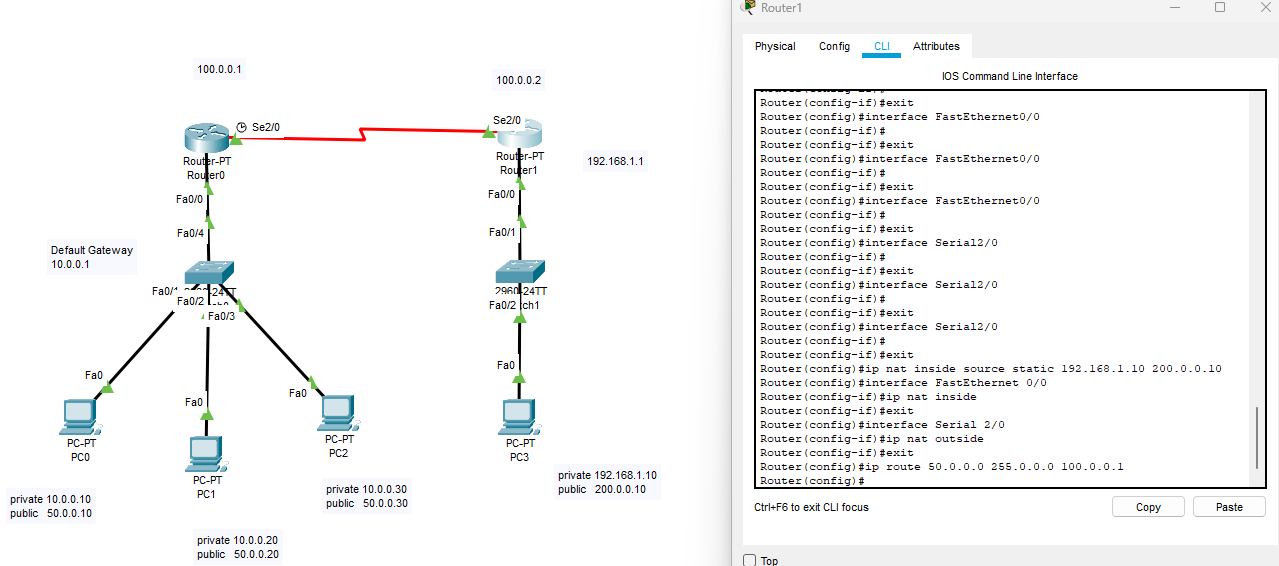 100.0.0.1
100.0.0.2
Se2/0
Se2/0
Router-PT
Router0
Router-PT
Router1
192.168.1.1
Fa0/0
Fa0/0
Fa0/4
Fa0/1
Default Gateway
10.0.0.1
2960-24TT
Fa0/2
Fa0/3
Fa0/2
Fa0
Fa0
Fa0
Fa0
PC-PT
PC0
PC-PT
PC1
PC-PT
PC2
PC-PT
PC3
private 10.0.0.10
public 50.0.0.10
private 10.0.0.20
public 50.0.0.20
private 10.0.0.30
public 50.0.0.30
private 192.168.1.10
public 200.0.0.10
Router1
Physical Config CLI Attributes
IOS Command Line Interface
Router(config-if)#exit
Router(config)#interface FastEthernet0/0
Router(config-if)#
Router(config-if)#exit
Router(config)#interface FastEthernet0/0
Router(config-if)#
Router(config-if)#exit
Router(config)#interface FastEthernet0/0
Router(config-if)#
Router(config-if)#exit
Router(config)#interface Serial2/0
Router(config-if)#
Router(config-if)#exit
Router(config)#interface Serial2/0
Router(config-if)#
Router(config-if)#exit
Router(config)#interface Serial2/0
Router(config-if)#
Router(config-if)#exit
Router(config)#ip nat inside source static 192.168.1.10 200.0.0.10
Router(config)#interface FastEthernet 0/0
Router(config-if)#ip nat inside
Router(config-if)#exit
Router(config)#interface Serial 2/0
Router(config-if)#ip nat outside
Router(config-if)#exit
Router(config)#ip route 50.0.0.0 255.0.0.0 100.0.0.1
Router(config)#
Ctrl+F6 to exit CLI focus
Copy Paste
Top